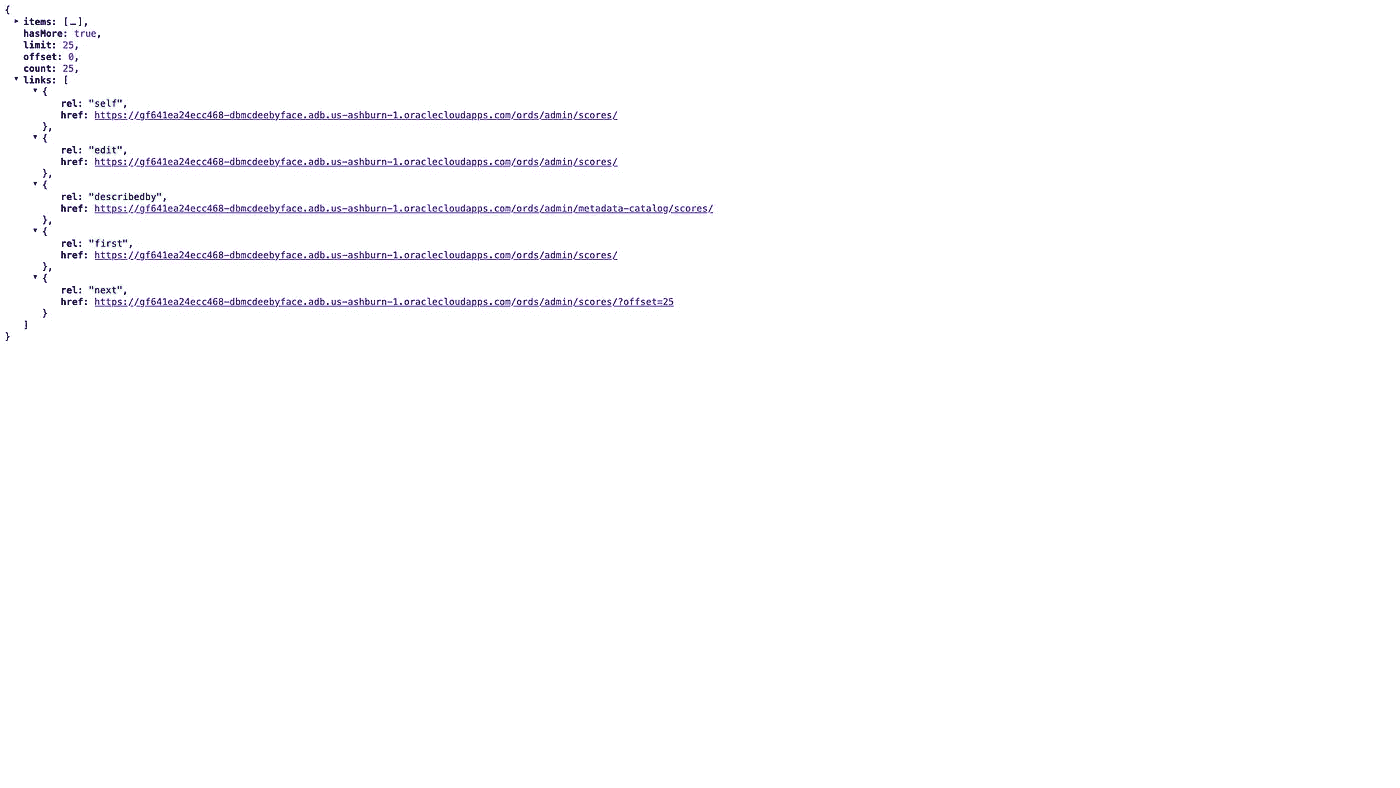 {
items: […],
hasMore: true,
limit: 25,
offset: 0,
count: 25,
links: [
{
rel: "self",
href: https://gf641ea24ecc468-dbmcdeebyface.adb.us-ashburn-1.oraclecloudapps.com/ords/admin/scores/
},
{
rel: "edit",
href: https://gf641ea24ecc468-dbmcdeebyface.adb.us-ashburn-1.oraclecloudapps.com/ords/admin/scores/
},
{
rel: "describedby",
href: https://gf641ea24ecc468-dbmcdeebyface.adb.us-ashburn-1.oraclecloudapps.com/ords/admin/metadata-catalog/scores/
},
{
rel: "first",
href: https://gf641ea24ecc468-dbmcdeebyface.adb.us-ashburn-1.oraclecloudapps.com/ords/admin/scores/
},
{
rel: "next",
href: https://gf641ea24ecc468-dbmcdeebyface.adb.us-ashburn-1.oraclecloudapps.com/ords/admin/scores/?offset=25
}
]
}